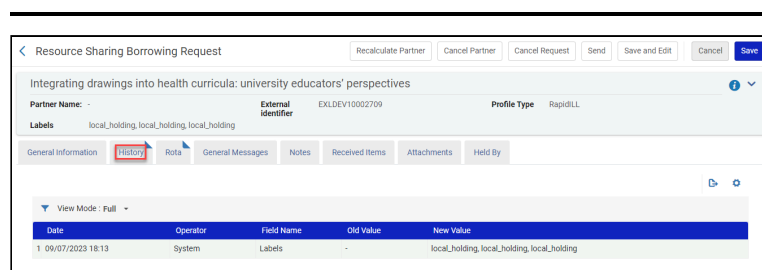 Resource Sharing Borrowing Request Recalculate Partner Cancel Partner Cancel Request Send Save and Edit Cancel Save
Integrating drawings into health curricula: university educators' perspectives
Partner Name: - External identifier EXLDEV10002709 Profile Type RapidILL
Labels local_holding, local_holding, local_holding
General Information History Rota General Messages Notes Received Items Attachments Held By
View Mode : Full
Date Operator Field Name Old Value New Value
1 09/07/2023 18:13 System Labels - local_holding, local_holding, local_holding